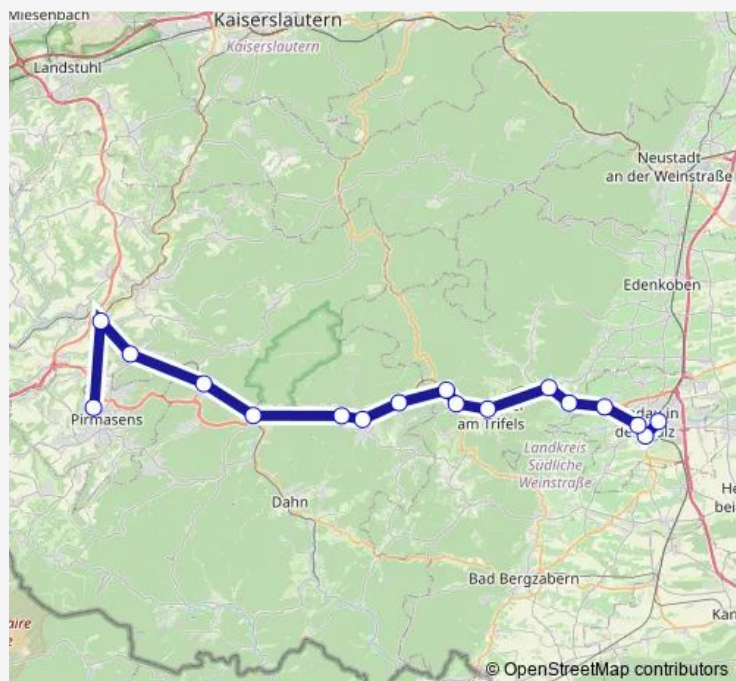 Miesenbach
Kaiserslautern
Kaiserslautern
Landstuhl
Neustadt
an der Weinstraße
Edenkoben
Pirmasens
am Trifels
Landkreis
Südliche
Weinstraße
Dahn
Bad Bergzabern
© OpenStreetMap contributors